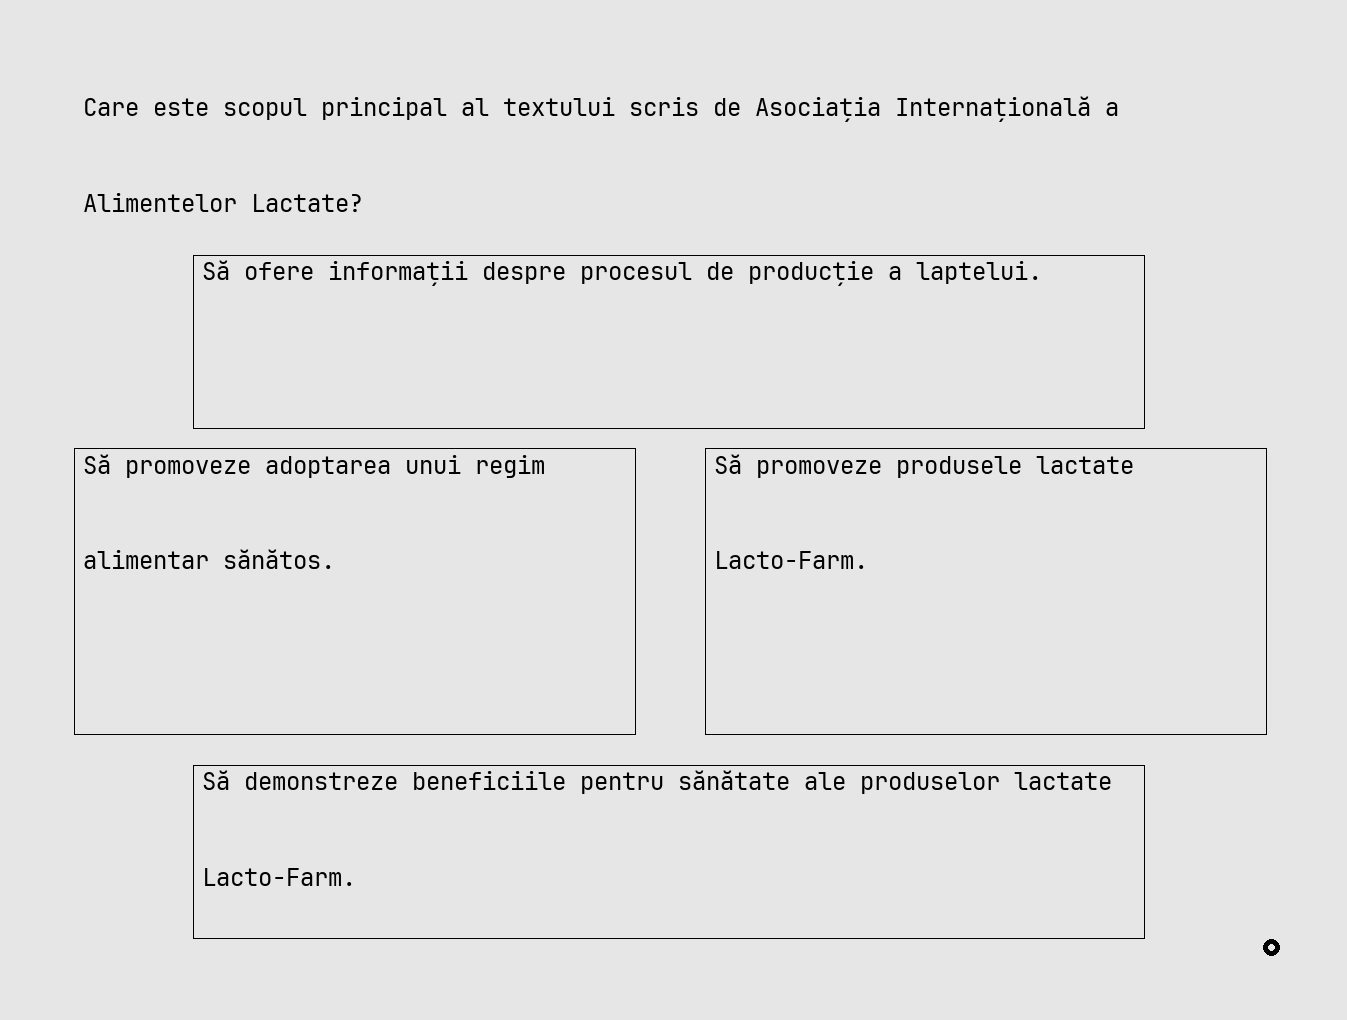 Care este scopul principal al textului scris de Asociația Internațională a
Alimentelor Lactate?
Să ofere informații despre procesul de producție a laptelui.
Să promoveze adoptarea unui regim
alimentar sănătos.
Să promoveze produsele lactate
Lacto-Farm.
Să demonstreze beneficiile pentru sănătate ale produselor lactate
Lacto-Farm.